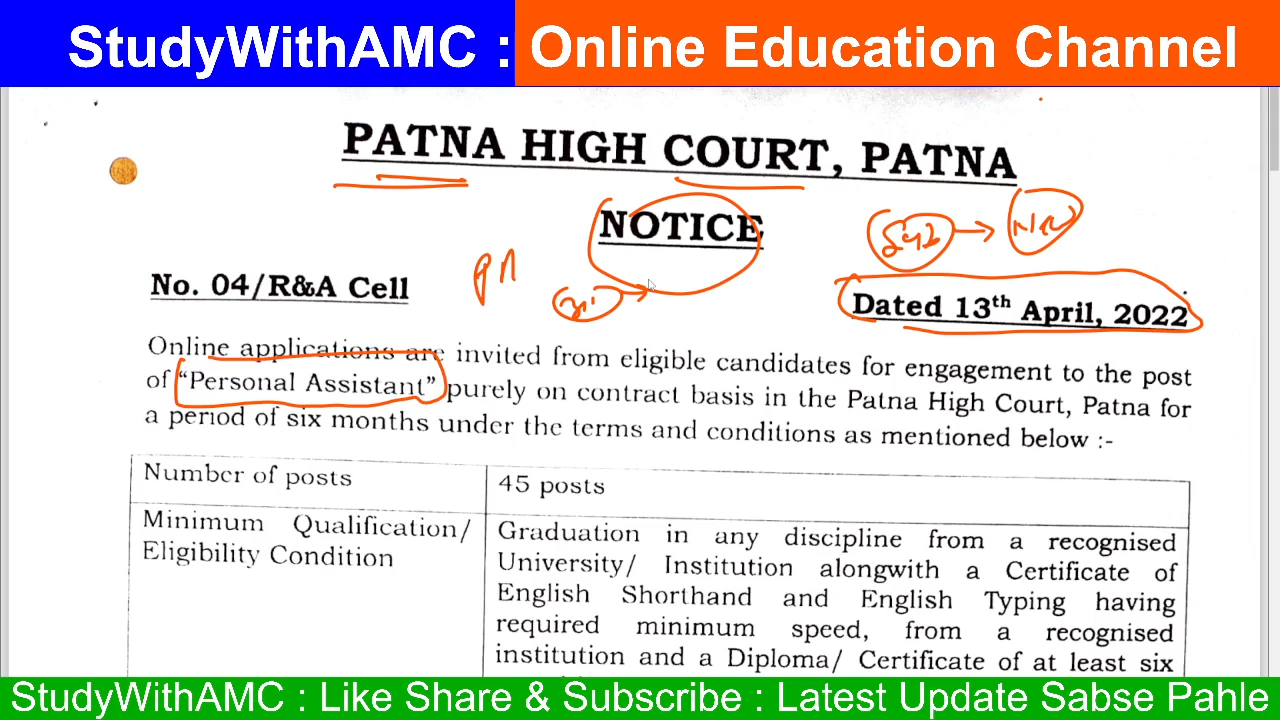 StudyWithAMC : Online Education Channel
PATNA HIGH COURT, PATNA
NOTICE
No. 04/R&A Cell
PA
Dated 13th April, 2022
Online applications are invited from eligible candidates for engagement to the post
of “Personal Assistant” purely on contract basis in the Patna High Court, Patna for
a period of six months under the terms and conditions as mentioned below :-
Number of posts
45 posts
Minimum Qualification/
Eligibility Condition
Graduation in any discipline from a recognised
University/ Institution alongwith a Certificate of
English Shorthand and English Typing having
required minimum speed, from a recognised
institution and a Diploma/ Certificate of at least six
StudyWithAMC : Like Share & Subscribe : Latest Update Sabse Pahle